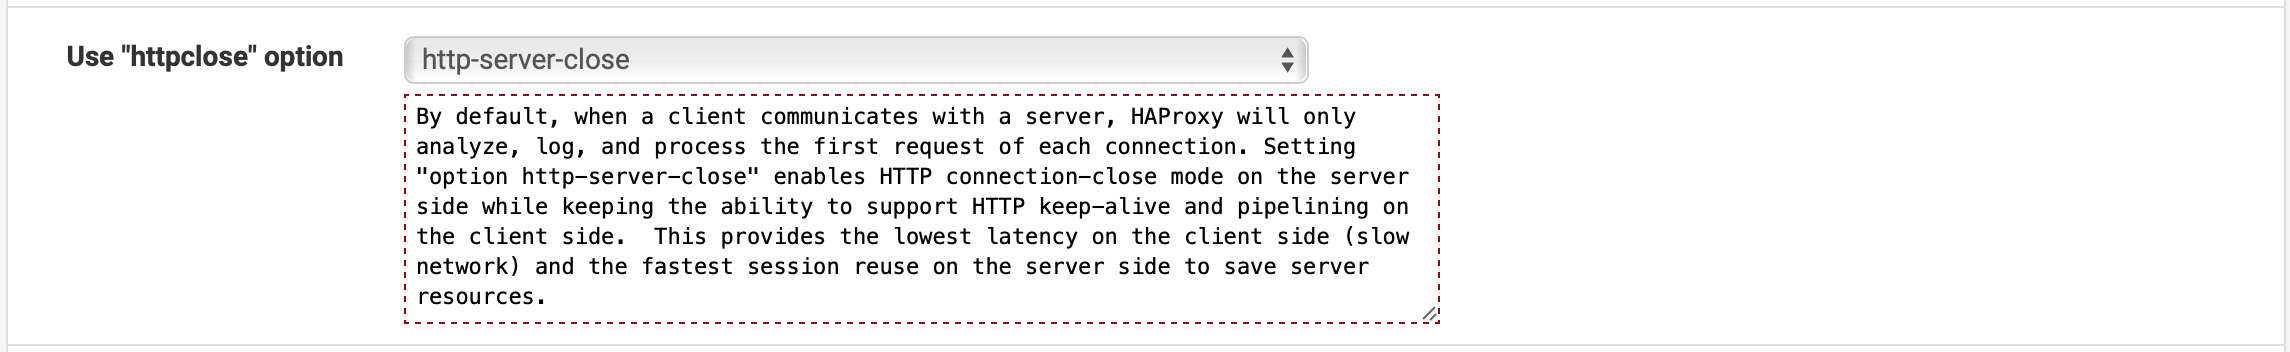 Use "httpclose" option
http-server-close
By default, when a client communicates with a server, HAProxy will only
analyze, log, and process the first request of each connection. Setting
"option http-server-close" enables HTTP connection-close mode on the server
side while keeping the ability to support HTTP keep-alive and pipelining on
the client side.  This provides the lowest latency on the client side (slow
network) and the fastest session reuse on the server side to save server
resources.